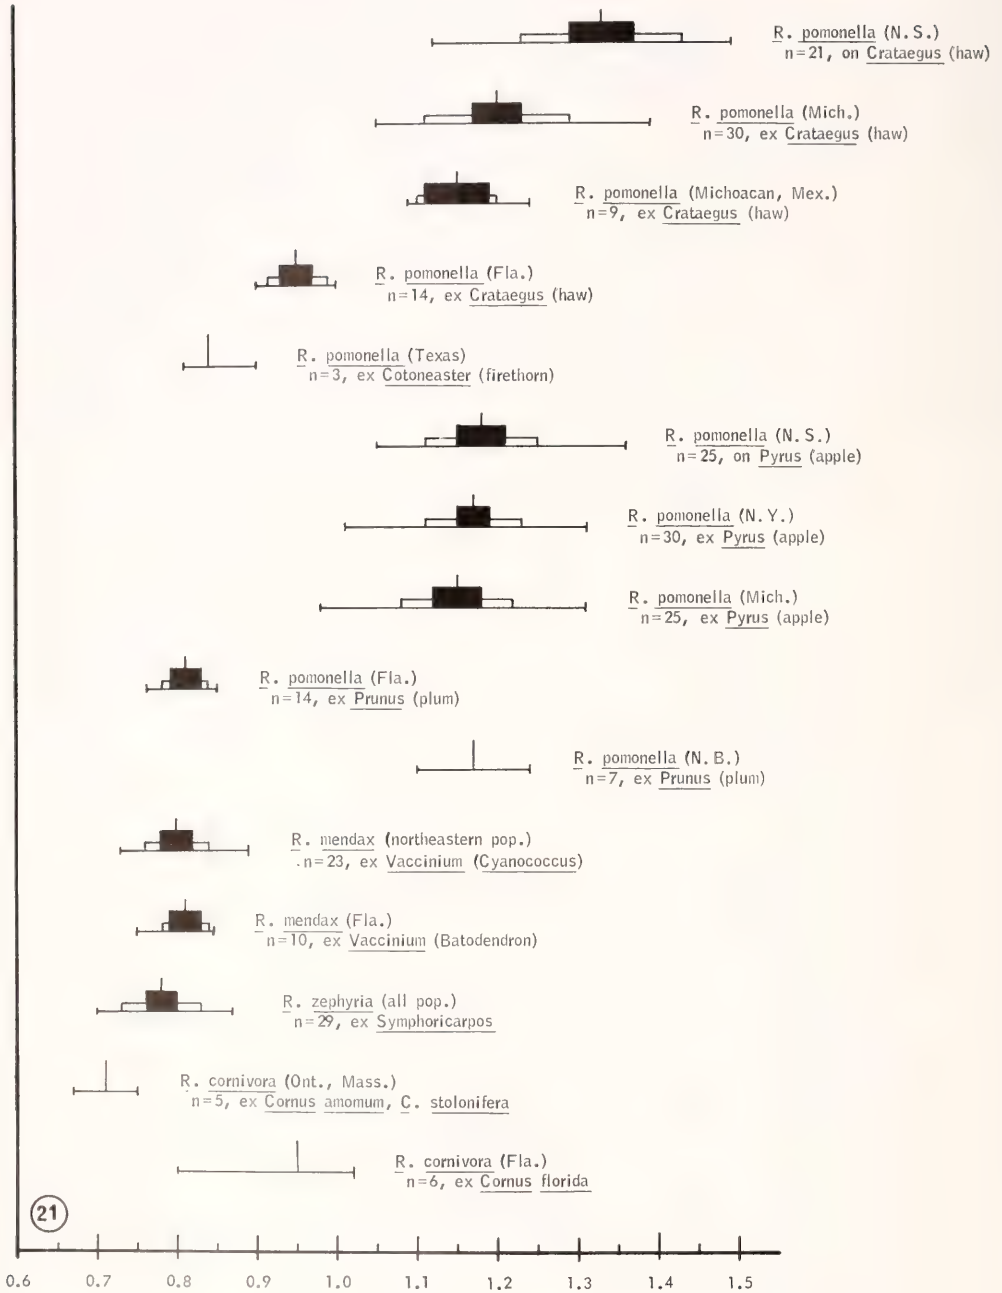 R. pomonella (N.S.)
n=21, on Crataegus (haw)
R. pomonella (Mich.)
n=30, ex Crataegus (haw)
R. pomonella (Michoacan, Mex.)
n=9, ex Crataegus (haw)
R. pomonella (Fla.)
n=14, ex Crataegus (haw)
R. pomonella (Texas)
n=3, ex Cotoneaster (firethorn)
R. pomonella (N.S.)
n=25, on Pyrus (apple)
R. pomonella (N.Y.)
n=30, ex Pyrus (apple)
R. pomonella (Mich.)
n=25, ex Pyrus (apple)
R. pomonella (Fla.)
n=14, ex Prunus (plum)
R. pomonella (N.B.)
n=7, ex Prunus (plum)
R. mendax (northeastern pop.)
n=23, ex Vaccinium (Cyanococcus)
R. mendax (Fla.)
n=10, ex Vaccinium (Batodendron)
R. zephyria (all pop.)
n=29, ex Symphoricarpos
R. cornivora (Ont., Mass.)
n=5, ex Cornus amomum, C. stolonifera
R. cornivora (Fla.)
n=6, ex Cornus florida
21
0.6 0.7 0.8 0.9 1.0 1.1 1.2 1.3 1.4 1.5